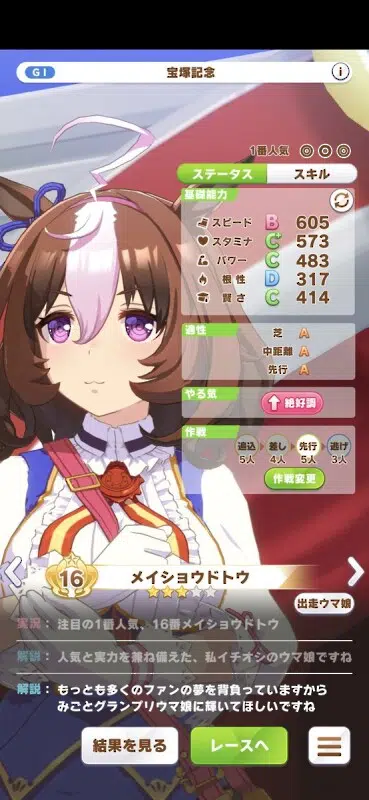 GI
宝塚記念
i
1番人気 ◎ ◎ ◎
ステータス スキル
基礎能力
スピード B 605
スタミナ C+ 573
パワー C 483
根性 D 317
賢さ C 414
適性
芝 A
中距離 A
先行 A
やる気
絶好調
作戦
追込 差し 先行 逃げ
5人 4人 5人 3人
作戦変更
16 メイショウドトウ
出走ウマ娘
実況： 注目の1番人気、16番メイショウドトウ
解説： 人気と実力を兼ね備えた、私イチオシのウマ娘ですね
解説： もっとも多くのファンの夢を背負っていますから
みごとグランプリウマ娘に輝いてほしいですね
結果を見る レースへ